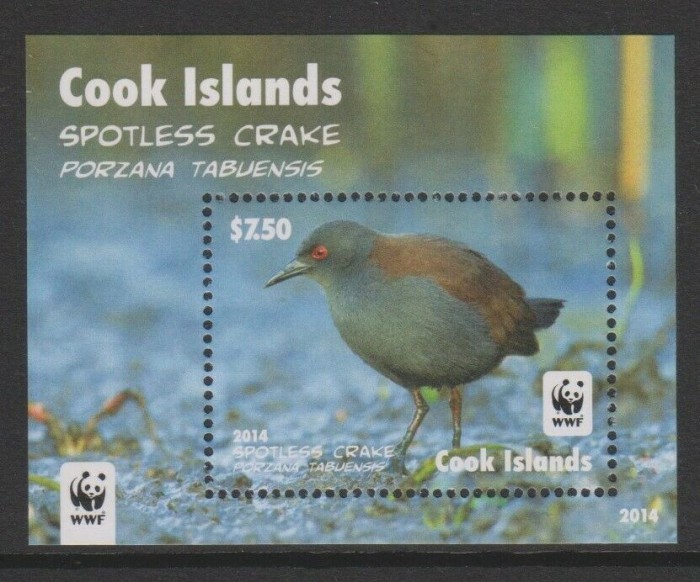 Cook Islands
SPOTLESS CRAKE
PORZANA TABUENSIS
$7.50
2014
SPOTLESS CRAKE
PORZANA TABUENSIS
WWF
Cook Islands
WWF
2014